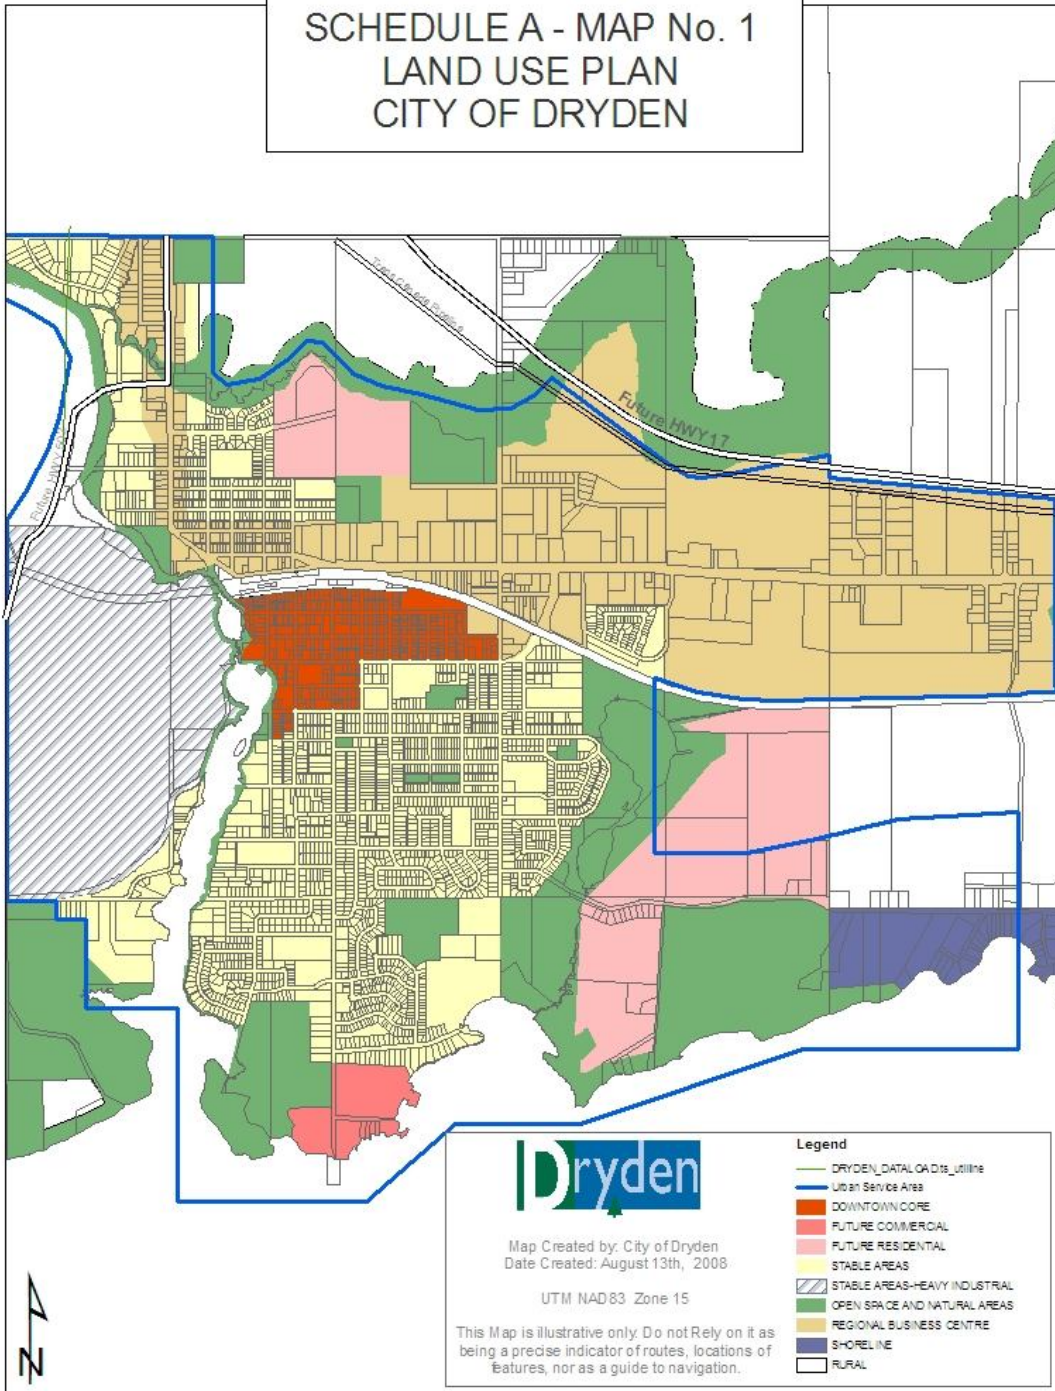 SCHEDULE A - MAP No. 1
LAND USE PLAN
CITY OF DRYDEN
Future HWY 17
Future HWY
Dryden
Map Created by: City of Dryden
Date Created: August 13th, 2008
UTM NAD83 Zone 15
This Map is illustrative only. Do not Rely on it as
being a precise indicator of routes, locations of
features, nor as a guide to navigation.
Legend
Urban Service Area
DOWNTOWN CORE
FUTURE COMMERCIAL
FUTURE RESIDENTIAL
STABLE AREAS
STABLE AREAS-HEAVY INDUSTRIAL
OPEN SPACE AND NATURAL AREAS
REGIONAL BUSINESS CENTRE
SHORELINE
RURAL
N